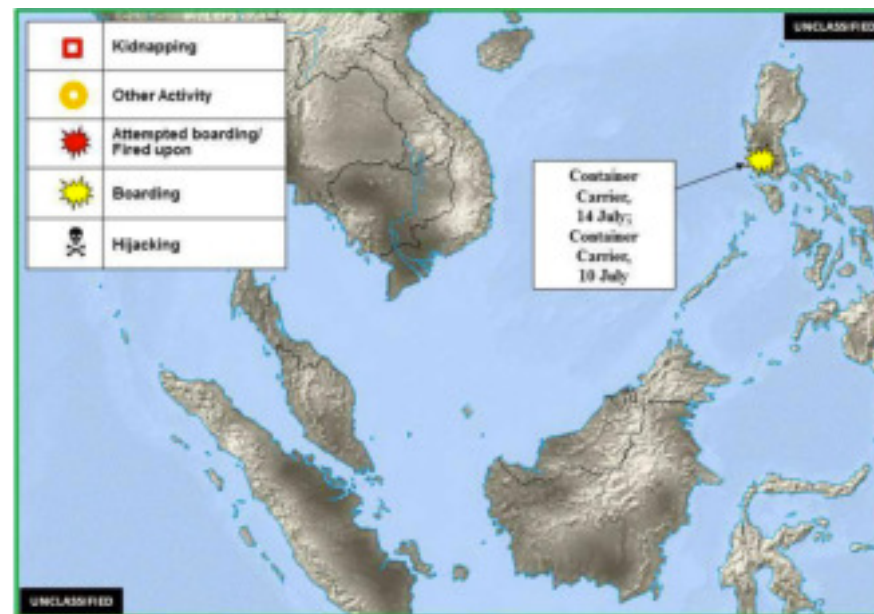 UNCLASSIFIED
Kidnapping
Other Activity
Attempted boarding/
Fired upon
Boarding
Hijacking
Container
Carrier,
14 July;
Container
Carrier,
10 July
UNCLASSIFIED